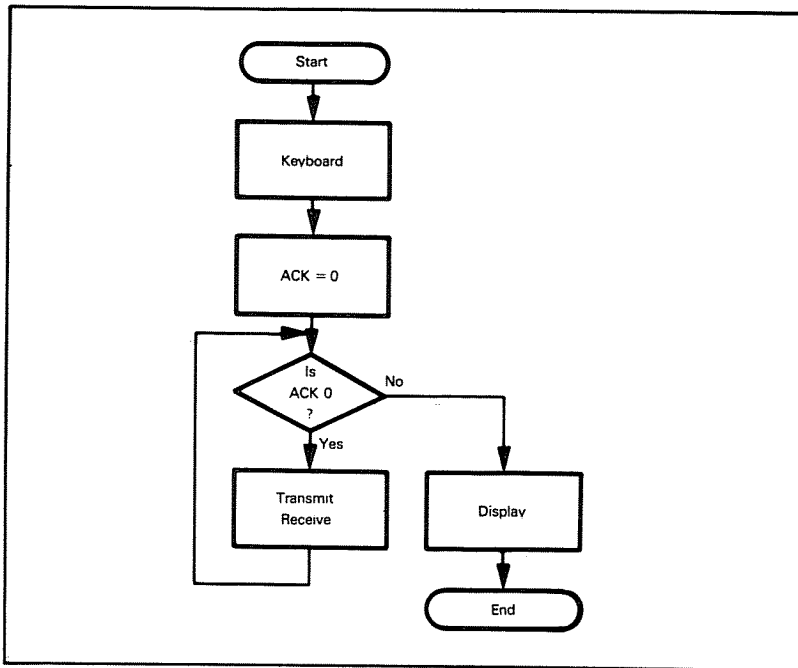 Start
Keyboard
ACK = 0
Is
ACK 0
?
No
Yes
Transmit
Receive
Display
End